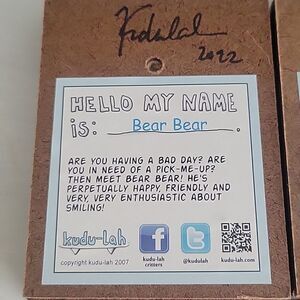 Kudulah
2022
HELLO MY NAME
is: Bear Bear.
ARE YOU HAVING A BAD DAY? ARE
YOU IN NEED OF A PICK-ME-UP?
THEN MEET BEAR BEAR! HE'S
PERPETUALLY HAPPY, FRIENDLY AND
VERY, VERY ENTHUSIASTIC ABOUT
SMILING!
kudu-lah
copyright kudu-lah 2007
f
kudu-lah
critters
t
@kudulah
kudu-lah.com